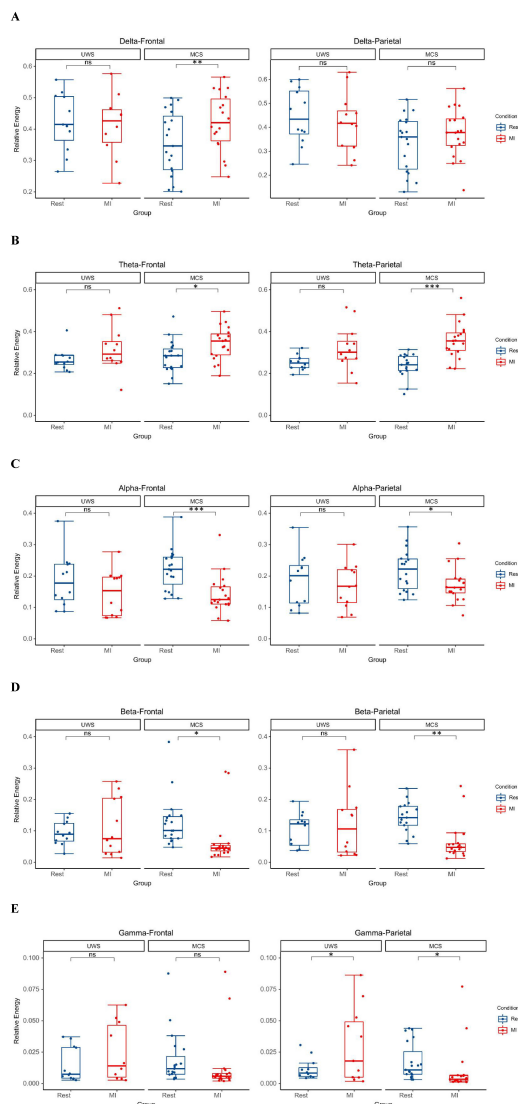 A
Delta-Frontal
Delta-Parietal
UWS
MCS
UWS
MCS
ns
**
ns
ns
Relative Energy
0.6
0.5
0.4
0.3
0.2
0.6
0.5
0.4
0.3
0.2
Condition
Rest
MI
Rest
MI
Rest
MI
Rest
MI
Rest
MI
Group
Group
B
Theta-Frontal
Theta-Parietal
UWS
MCS
UWS
MCS
ns
*
ns
***
Relative Energy
0.6
0.4
0.2
0.0
0.6
0.4
0.2
0.0
Condition
Res
MI
Rest
MI
Rest
MI
Rest
MI
Rest
MI
Group
Group
C
Alpha-Frontal
Alpha-Parietal
UWS
MCS
UWS
MCS
ns
***
ns
*
Relative Energy
0.4
0.3
0.2
0.1
0.0
0.4
0.3
0.2
0.1
0.0
Condition
Res
MI
Rest
MI
Rest
MI
Rest
MI
Rest
MI
Group
Group
D
Beta-Frontal
Beta-Parietal
UWS
MCS
UWS
MCS
ns
*
ns
**
Relative Energy
0.4
0.3
0.2
0.1
0.0
0.4
0.3
0.2
0.1
0.0
Condition
Res
MI
Rest
MI
Rest
MI
Rest
MI
Rest
MI
Group
Group
E
Gamma-Frontal
Gamma-Parietal
UWS
MCS
UWS
MCS
ns
ns
*
*
Relative Energy
0.100
0.075
0.050
0.025
0.000
0.100
0.075
0.050
0.025
0.000
Condition
Res
MI
Rest
MI
Rest
MI
Rest
MI
Rest
MI
Group
Group